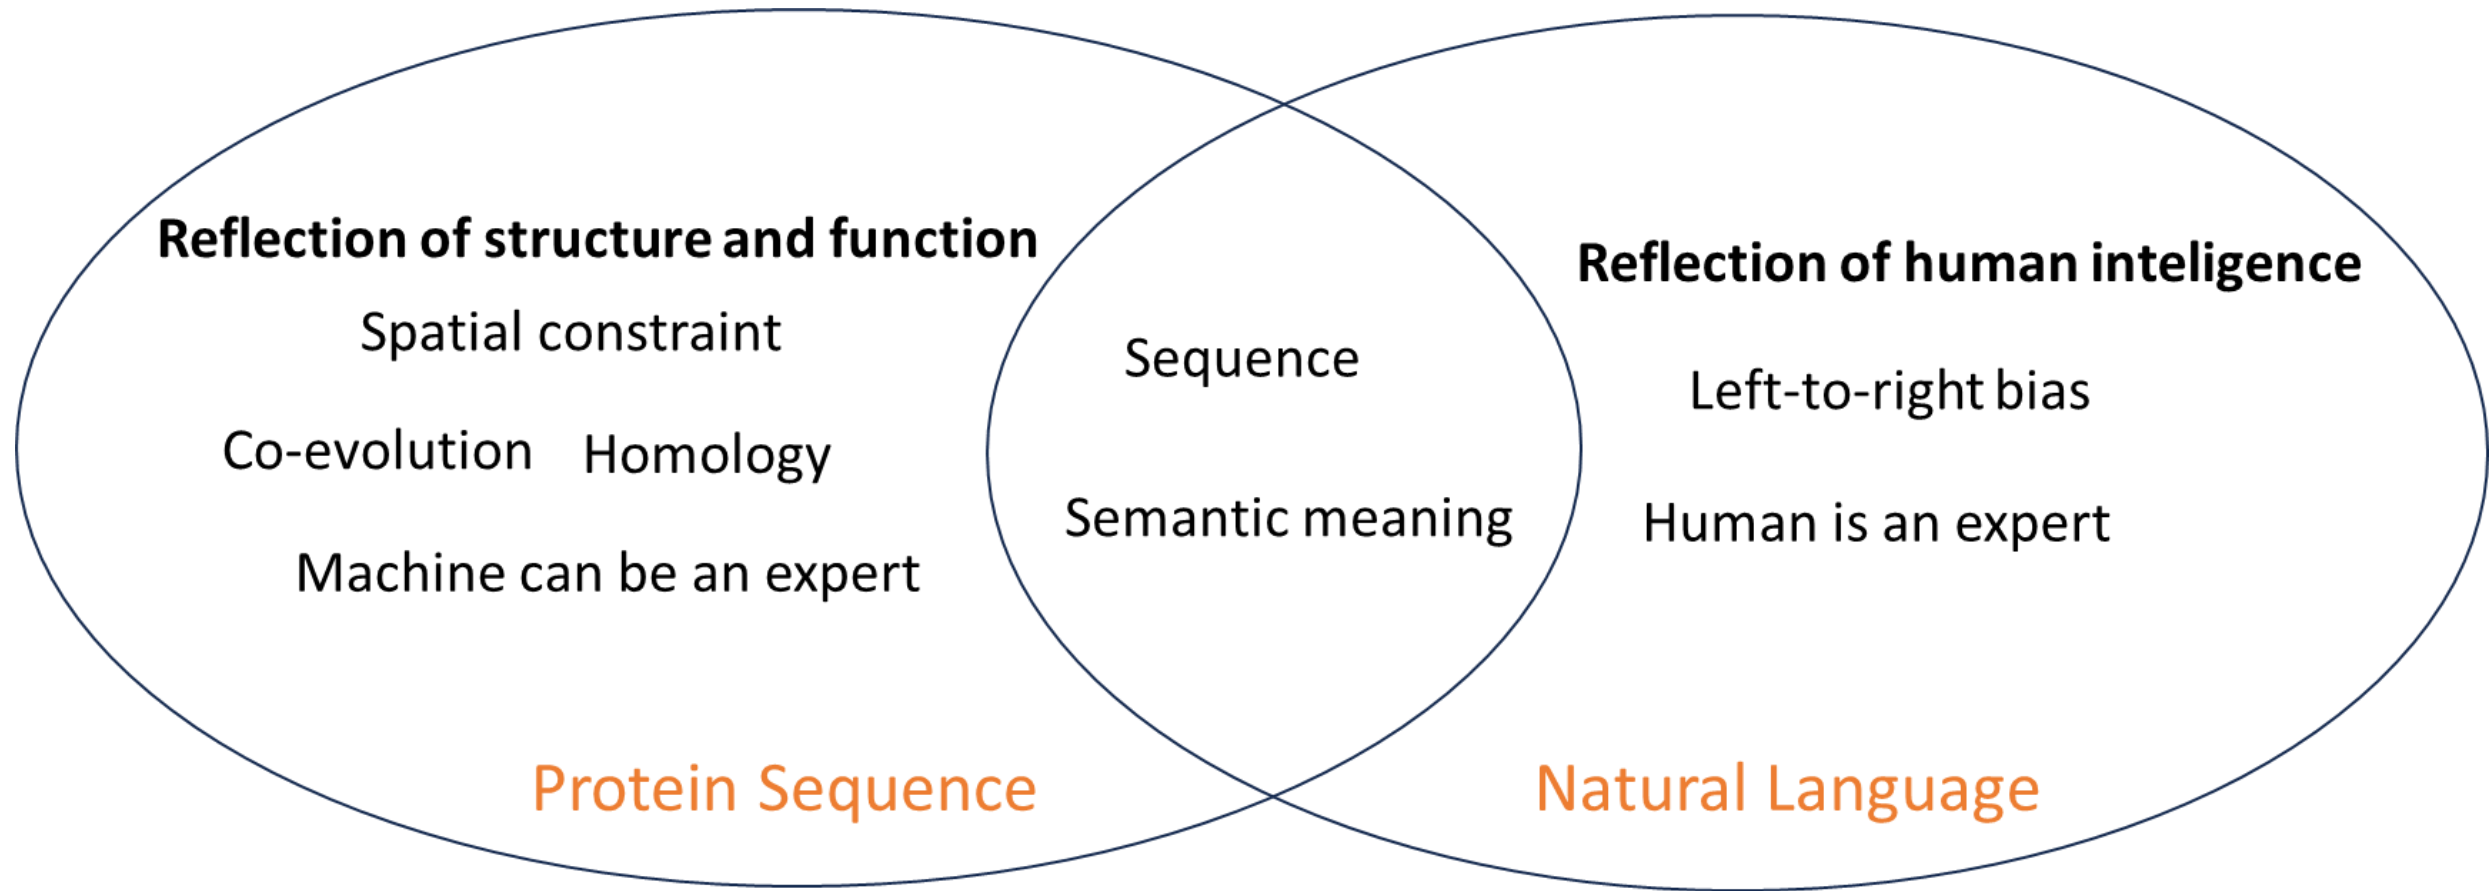 Reflection of structure and function
Spatial constraint
Co-evolution Homology
Machine can be an expert
Protein Sequence
Sequence
Semantic meaning
Reflection of human inteligence
Left-to-right bias
Human is an expert
Natural Language